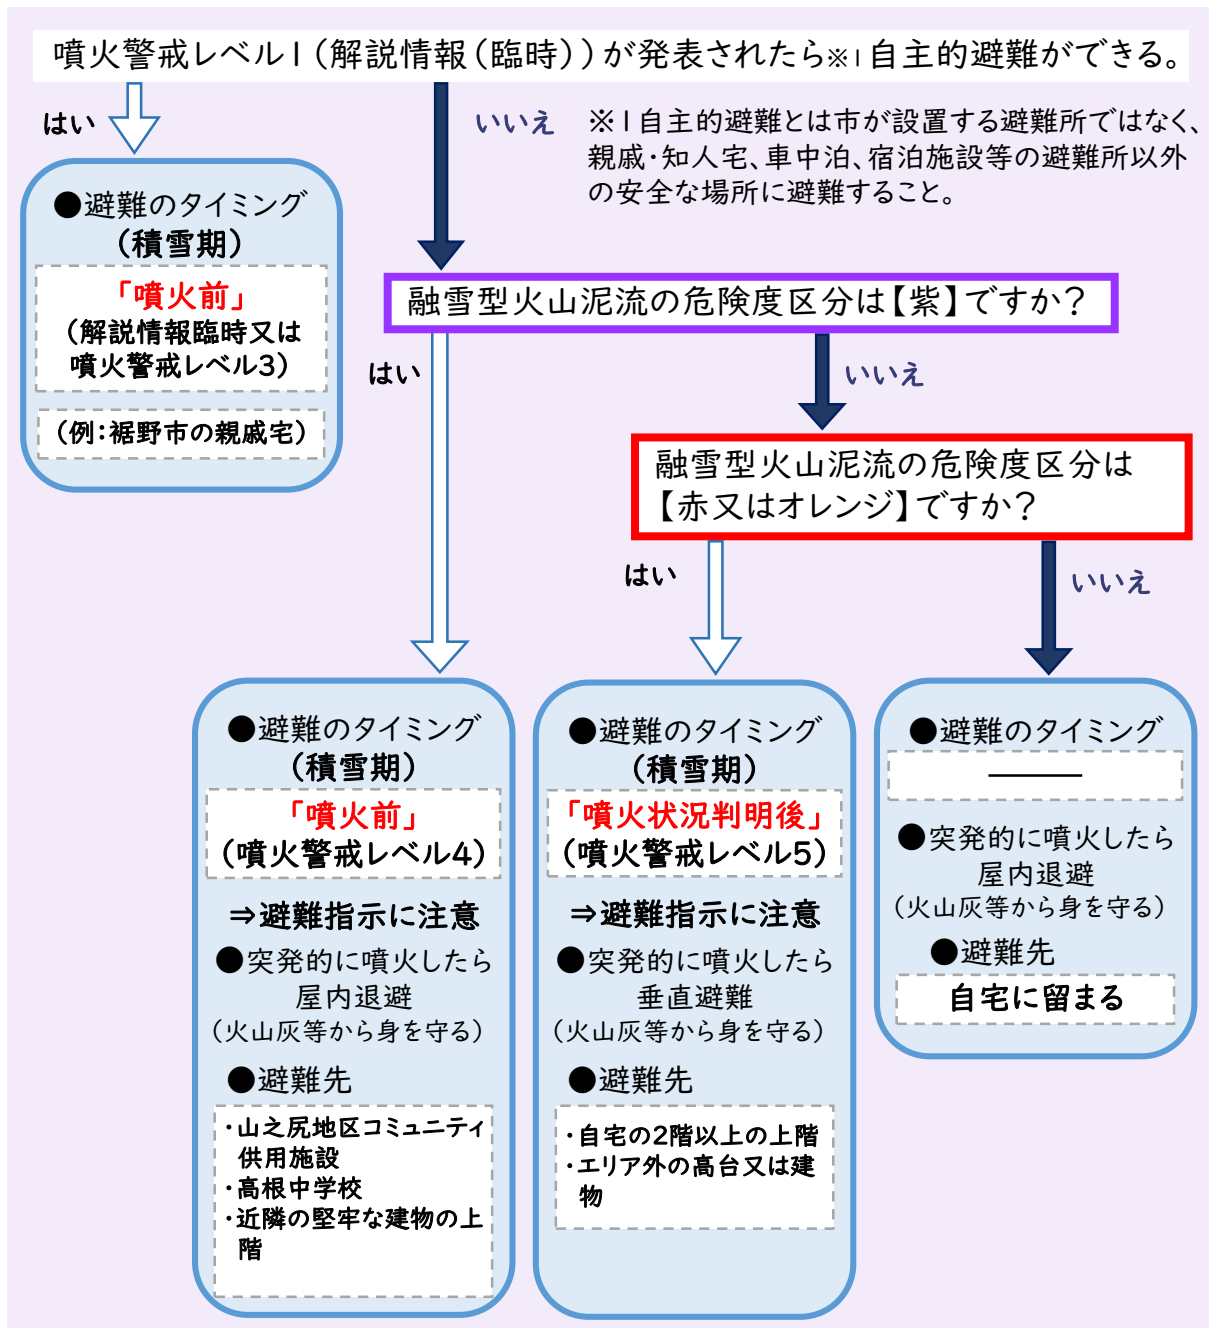 噴火警戒レベル1（解説情報（臨時））が発表されたら※1自主的避難ができる。
はい
いいえ
※1自主的避難とは市が設置する避難所ではなく、
親戚・知人宅、車中泊、宿泊施設等の避難所以外
の安全な場所に避難すること。
●避難のタイミング
（積雪期）
「噴火前」
（解説情報臨時又は
噴火警戒レベル3）
（例：裾野市の親戚宅）
融雪型火山泥流の危険度区分は【紫】ですか？
はい
いいえ
融雪型火山泥流の危険度区分は
【赤又はオレンジ】ですか？
はい
いいえ
●避難のタイミング
（積雪期）
「噴火前」
（噴火警戒レベル4）
⇒避難指示に注意
●突発的に噴火したら
屋内退避
（火山灰等から身を守る）
●避難先
・山之尻地区コミュニティ
供用施設
・高根中学校
・近隣の堅牢な建物の上
階
●避難のタイミング
（積雪期）
「噴火状況判明後」
（噴火警戒レベル5）
⇒避難指示に注意
●突発的に噴火したら
垂直避難
（火山灰等から身を守る）
●避難先
・自宅の2階以上の上階
・エリア外の高台又は建
物
●避難のタイミング
―――
●突発的に噴火したら
屋内退避
（火山灰等から身を守る）
●避難先
自宅に留まる